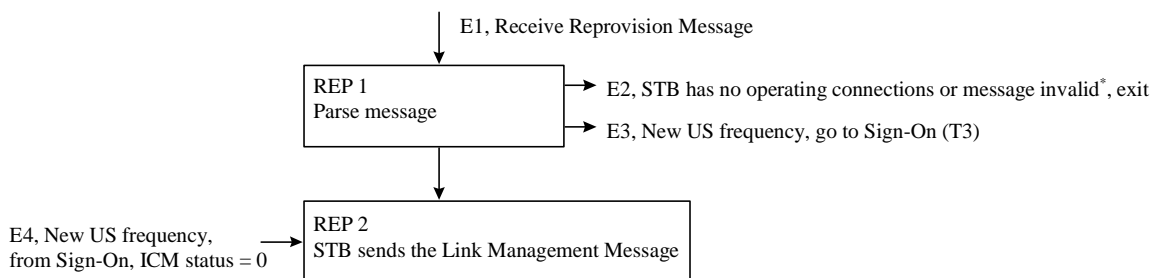 E1, Receive Reprovision Message
REP 1
Parse message
E2, STB has no operating connections or message invalid*, exit
E3, New US frequency, go to Sign-On (T3)
REP 2
STB sends the Link Management Message
E4, New US frequency,
from Sign-On, ICM status = 0